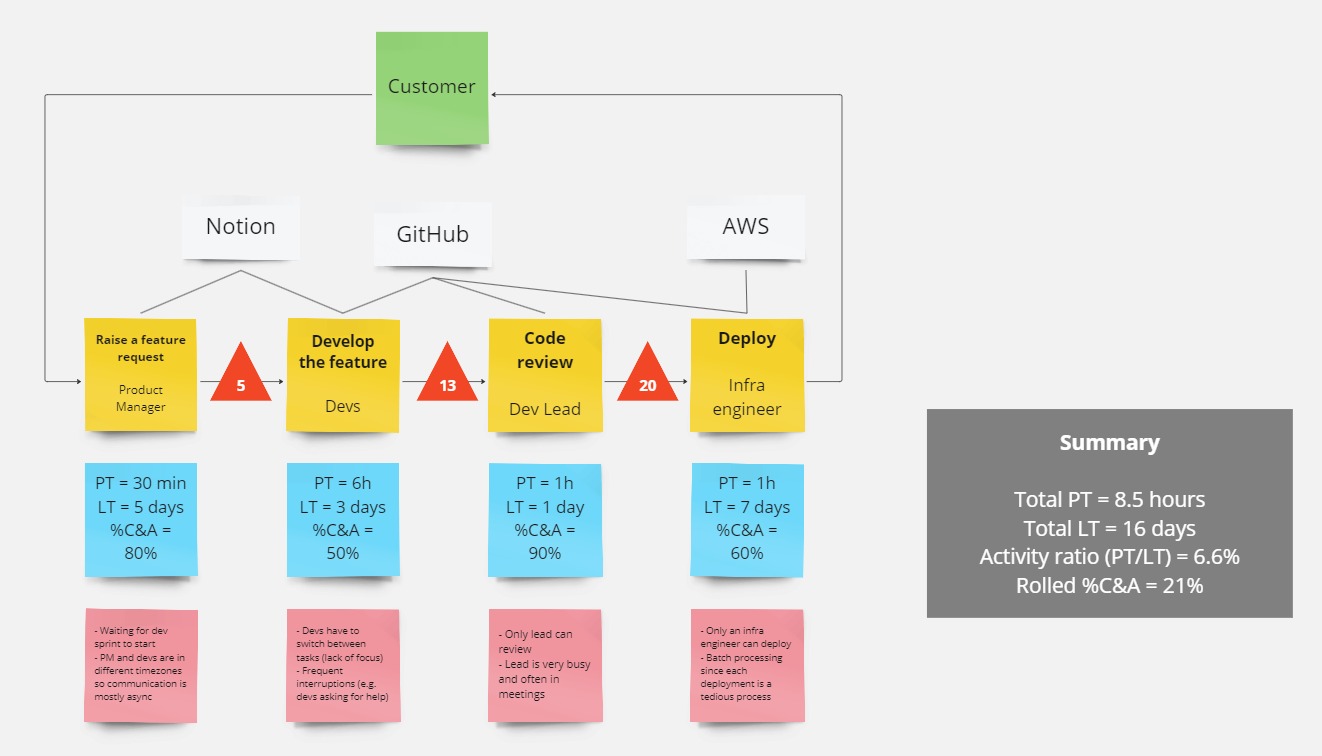 Customer
Notion
GitHub
AWS
Raise a feature
request
Product
Manager
5
Develop
the feature
Devs
13
Code
review
Dev Lead
20
Deploy
Infra
engineer
PT = 30 min
LT = 5 days
%C&A =
80%
PT = 6h
LT = 3 days
%C&A =
50%
PT = 1h
LT = 1 day
%C&A =
90%
PT = 1h
LT = 7 days
%C&A =
60%
- Waiting for dev
sprint to start
- PM and devs are in
different timezones
so communication is
mostly async
- Devs have to
switch between
tasks (lack of focus)
- Frequent
interruptions (e.g.
devs asking for help)
- Only lead can
review
- Lead is very busy
and often in
meetings
- Only an infra
engineer can deploy
- Batch processing
since each
deployment is a
tedious process
Summary
Total PT = 8.5 hours
Total LT = 16 days
Activity ratio (PT/LT) = 6.6%
Rolled %C&A = 21%